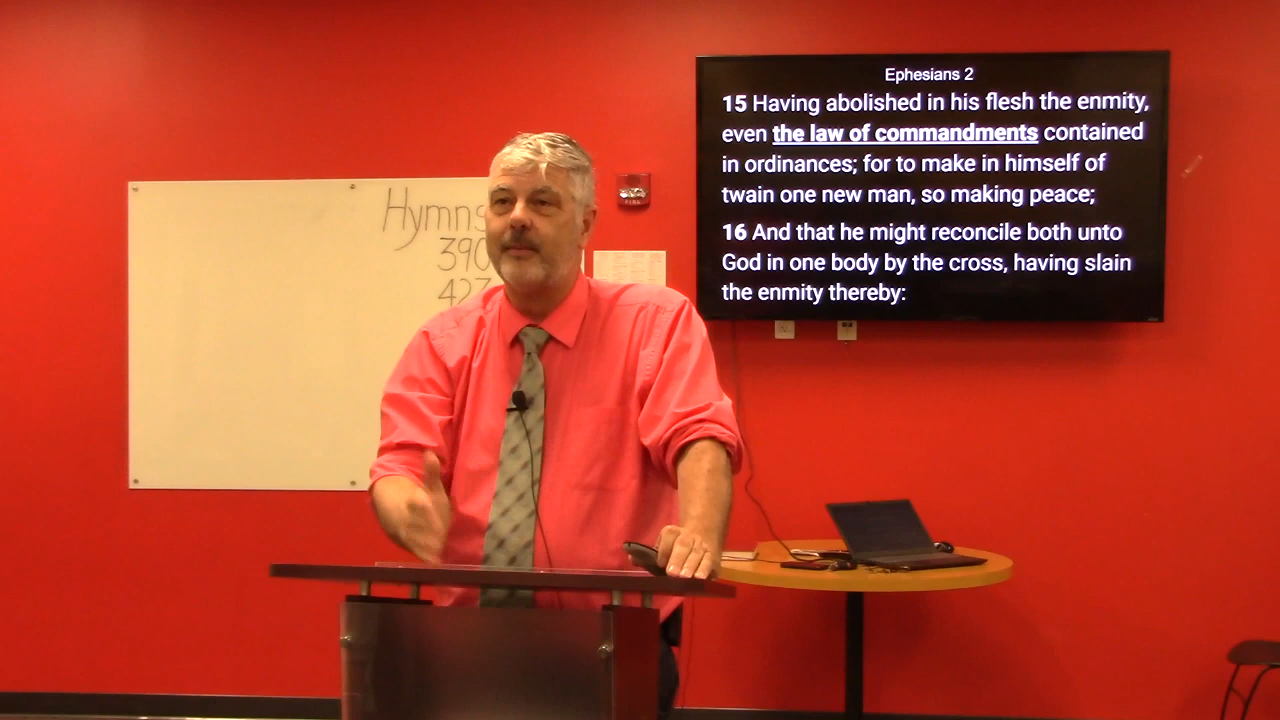 Hymns
390
427
FIRE
Ephesians 2
15 Having abolished in his flesh the enmity,
even the law of commandments contained
in ordinances; for to make in himself of
twain one new man, so making peace;
16 And that he might reconcile both unto
God in one body by the cross, having slain
the enmity thereby: